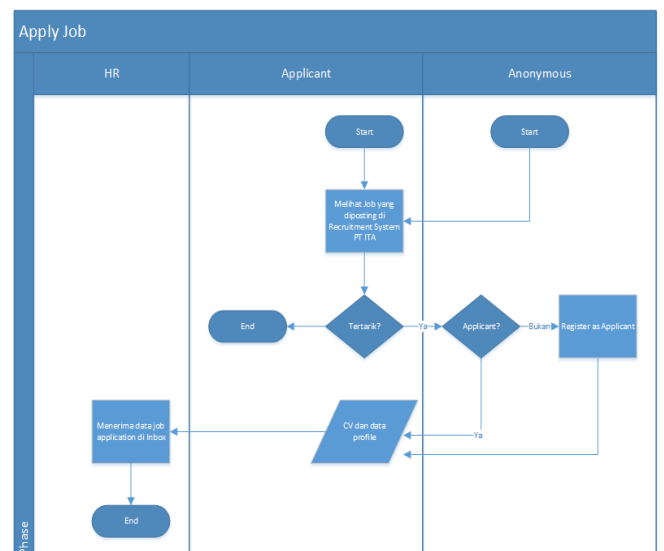 Apply Job
HR
Applicant
Anonymous
Start
Start
Melihat Job yang
diposting di
Recruitment System
PT ITA
End
Tertarik?
Ya
Applicant?
Bukan
Register as Applicant
Menerima data job
application di Inbox
CV dan data
profile
Ya
End
Phase